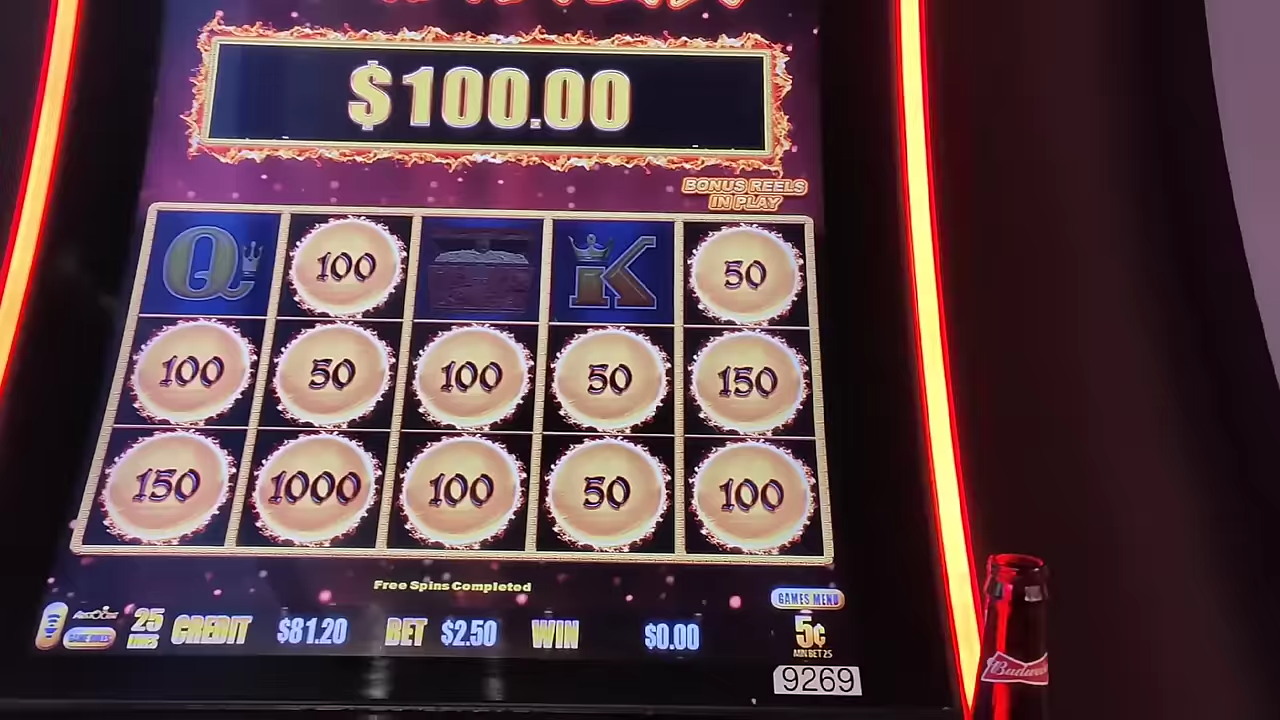 $100.00
BONUS REELS
IN PLAY
Q 100 K 50
100 50 100 50 150
150 1000 100 50 100
Free Spins Completed
GAMES MENU
25 CREDIT $81.20 BET $2.50 WIN $0.00 5¢
LINES
MIN BET 25
9269
Budweis